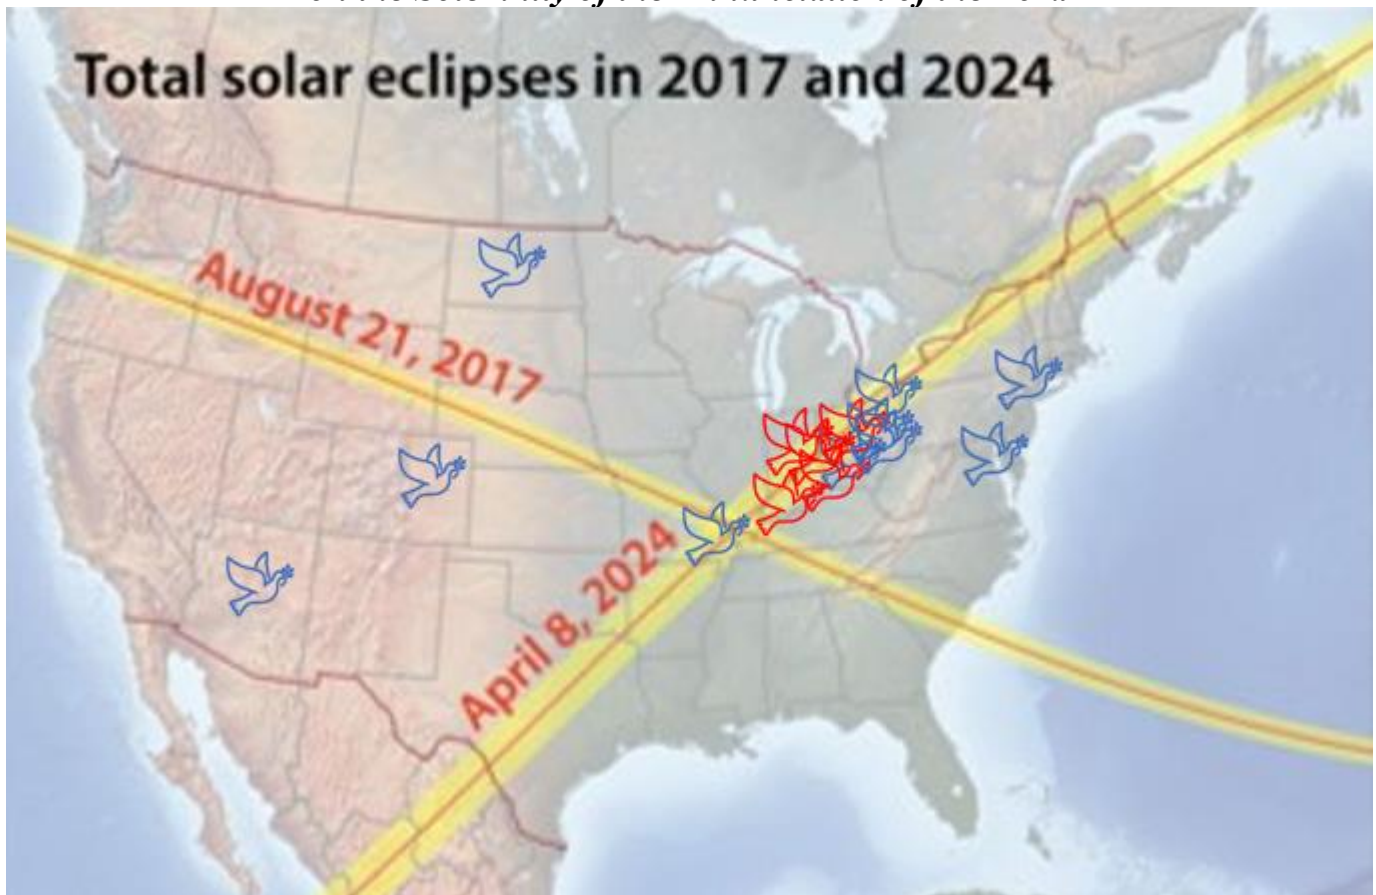 Total solar eclipses in 2017 and 2024
August 21, 2017
April 8, 2024